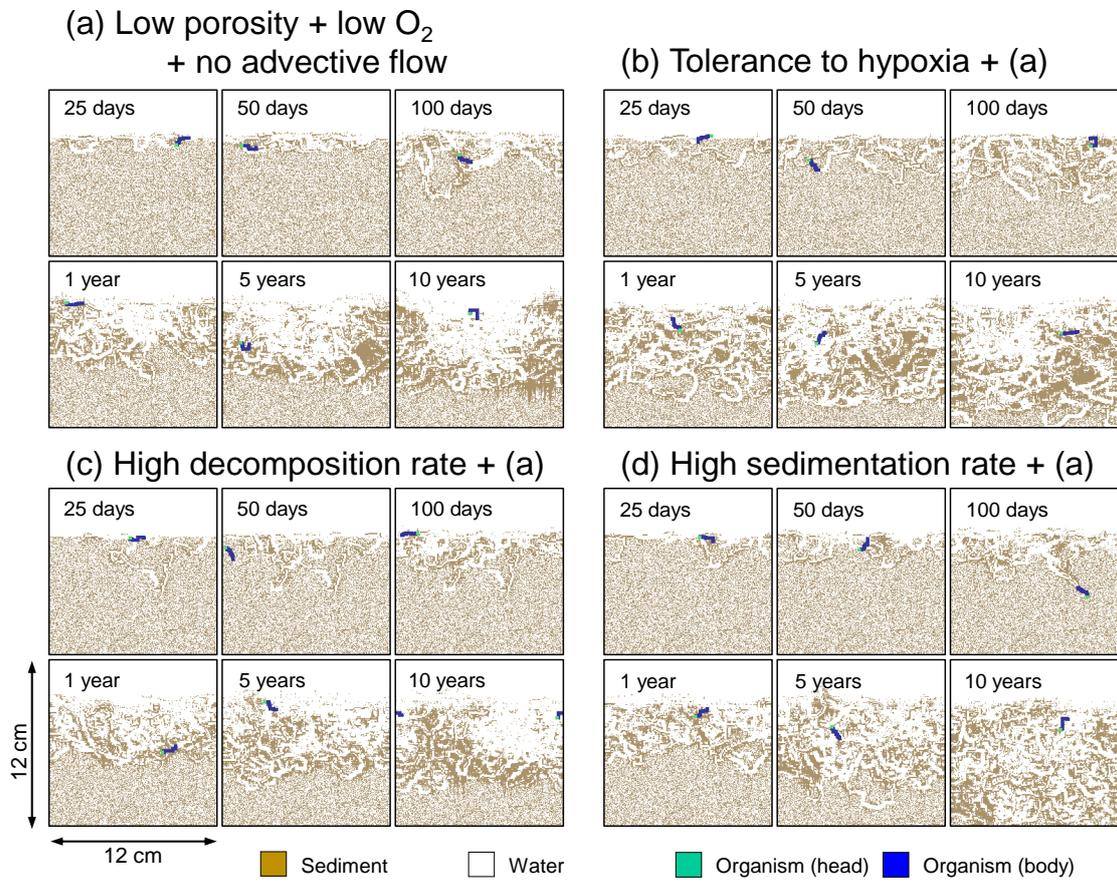 (a) Low porosity + low O₂
+ no advective flow
25 days
50 days
100 days
1 year
5 years
10 years
(b) Tolerance to hypoxia + (a)
25 days
50 days
100 days
1 year
5 years
10 years
(c) High decomposition rate + (a)
25 days
50 days
100 days
1 year
5 years
10 years
(d) High sedimentation rate + (a)
25 days
50 days
100 days
1 year
5 years
10 years
12 cm
12 cm
Sediment
Water
Organism (head)
Organism (body)